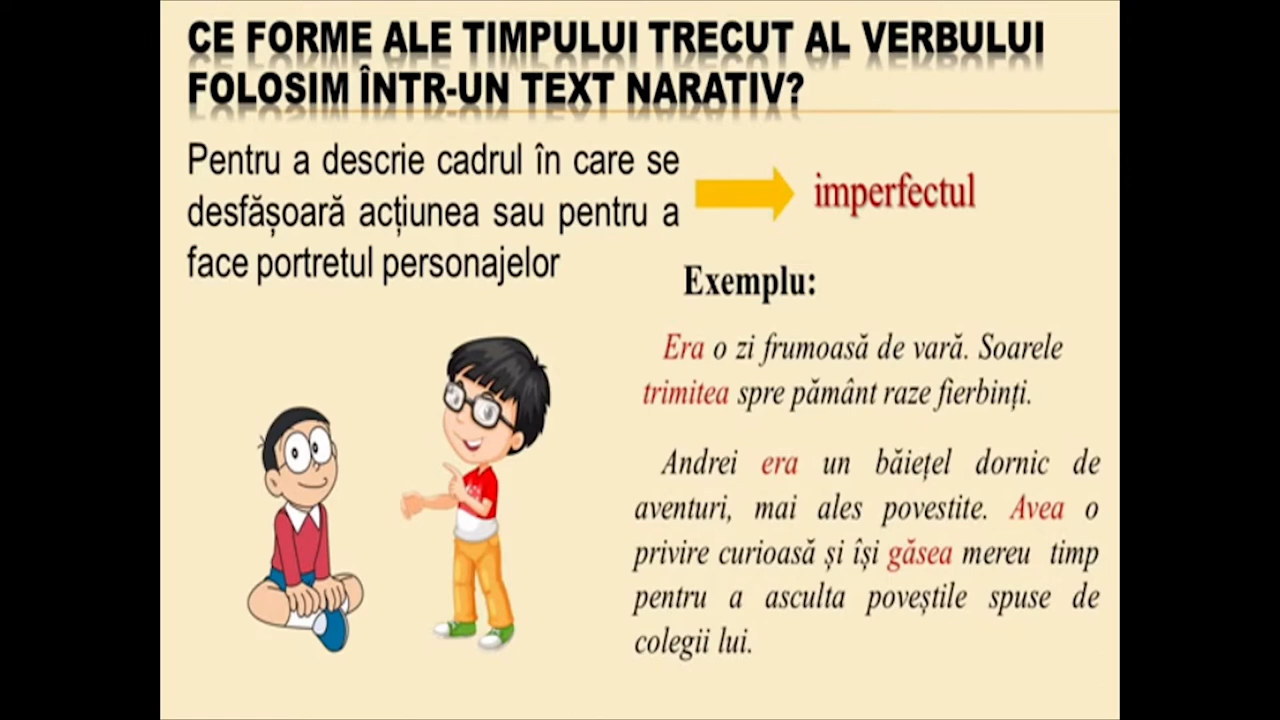 CE FORME ALE TIMPULUI TRECUT AL VERBULUI
FOLOSIM ÎNTR-UN TEXT NARATIV?
Pentru a descrie cadrul în care se
desfășoară acțiunea sau pentru a
face portretul personajelor
imperfectul
Exemplu:
Era o zi frumoasă de vară. Soarele
trimitea spre pământ raze fierbinți.
Andrei era un băiețel dornic de
aventuri, mai ales povestite. Avea o
privire curioasă și își găsea mereu timp
pentru a asculta poveștile spuse de
colegii lui.